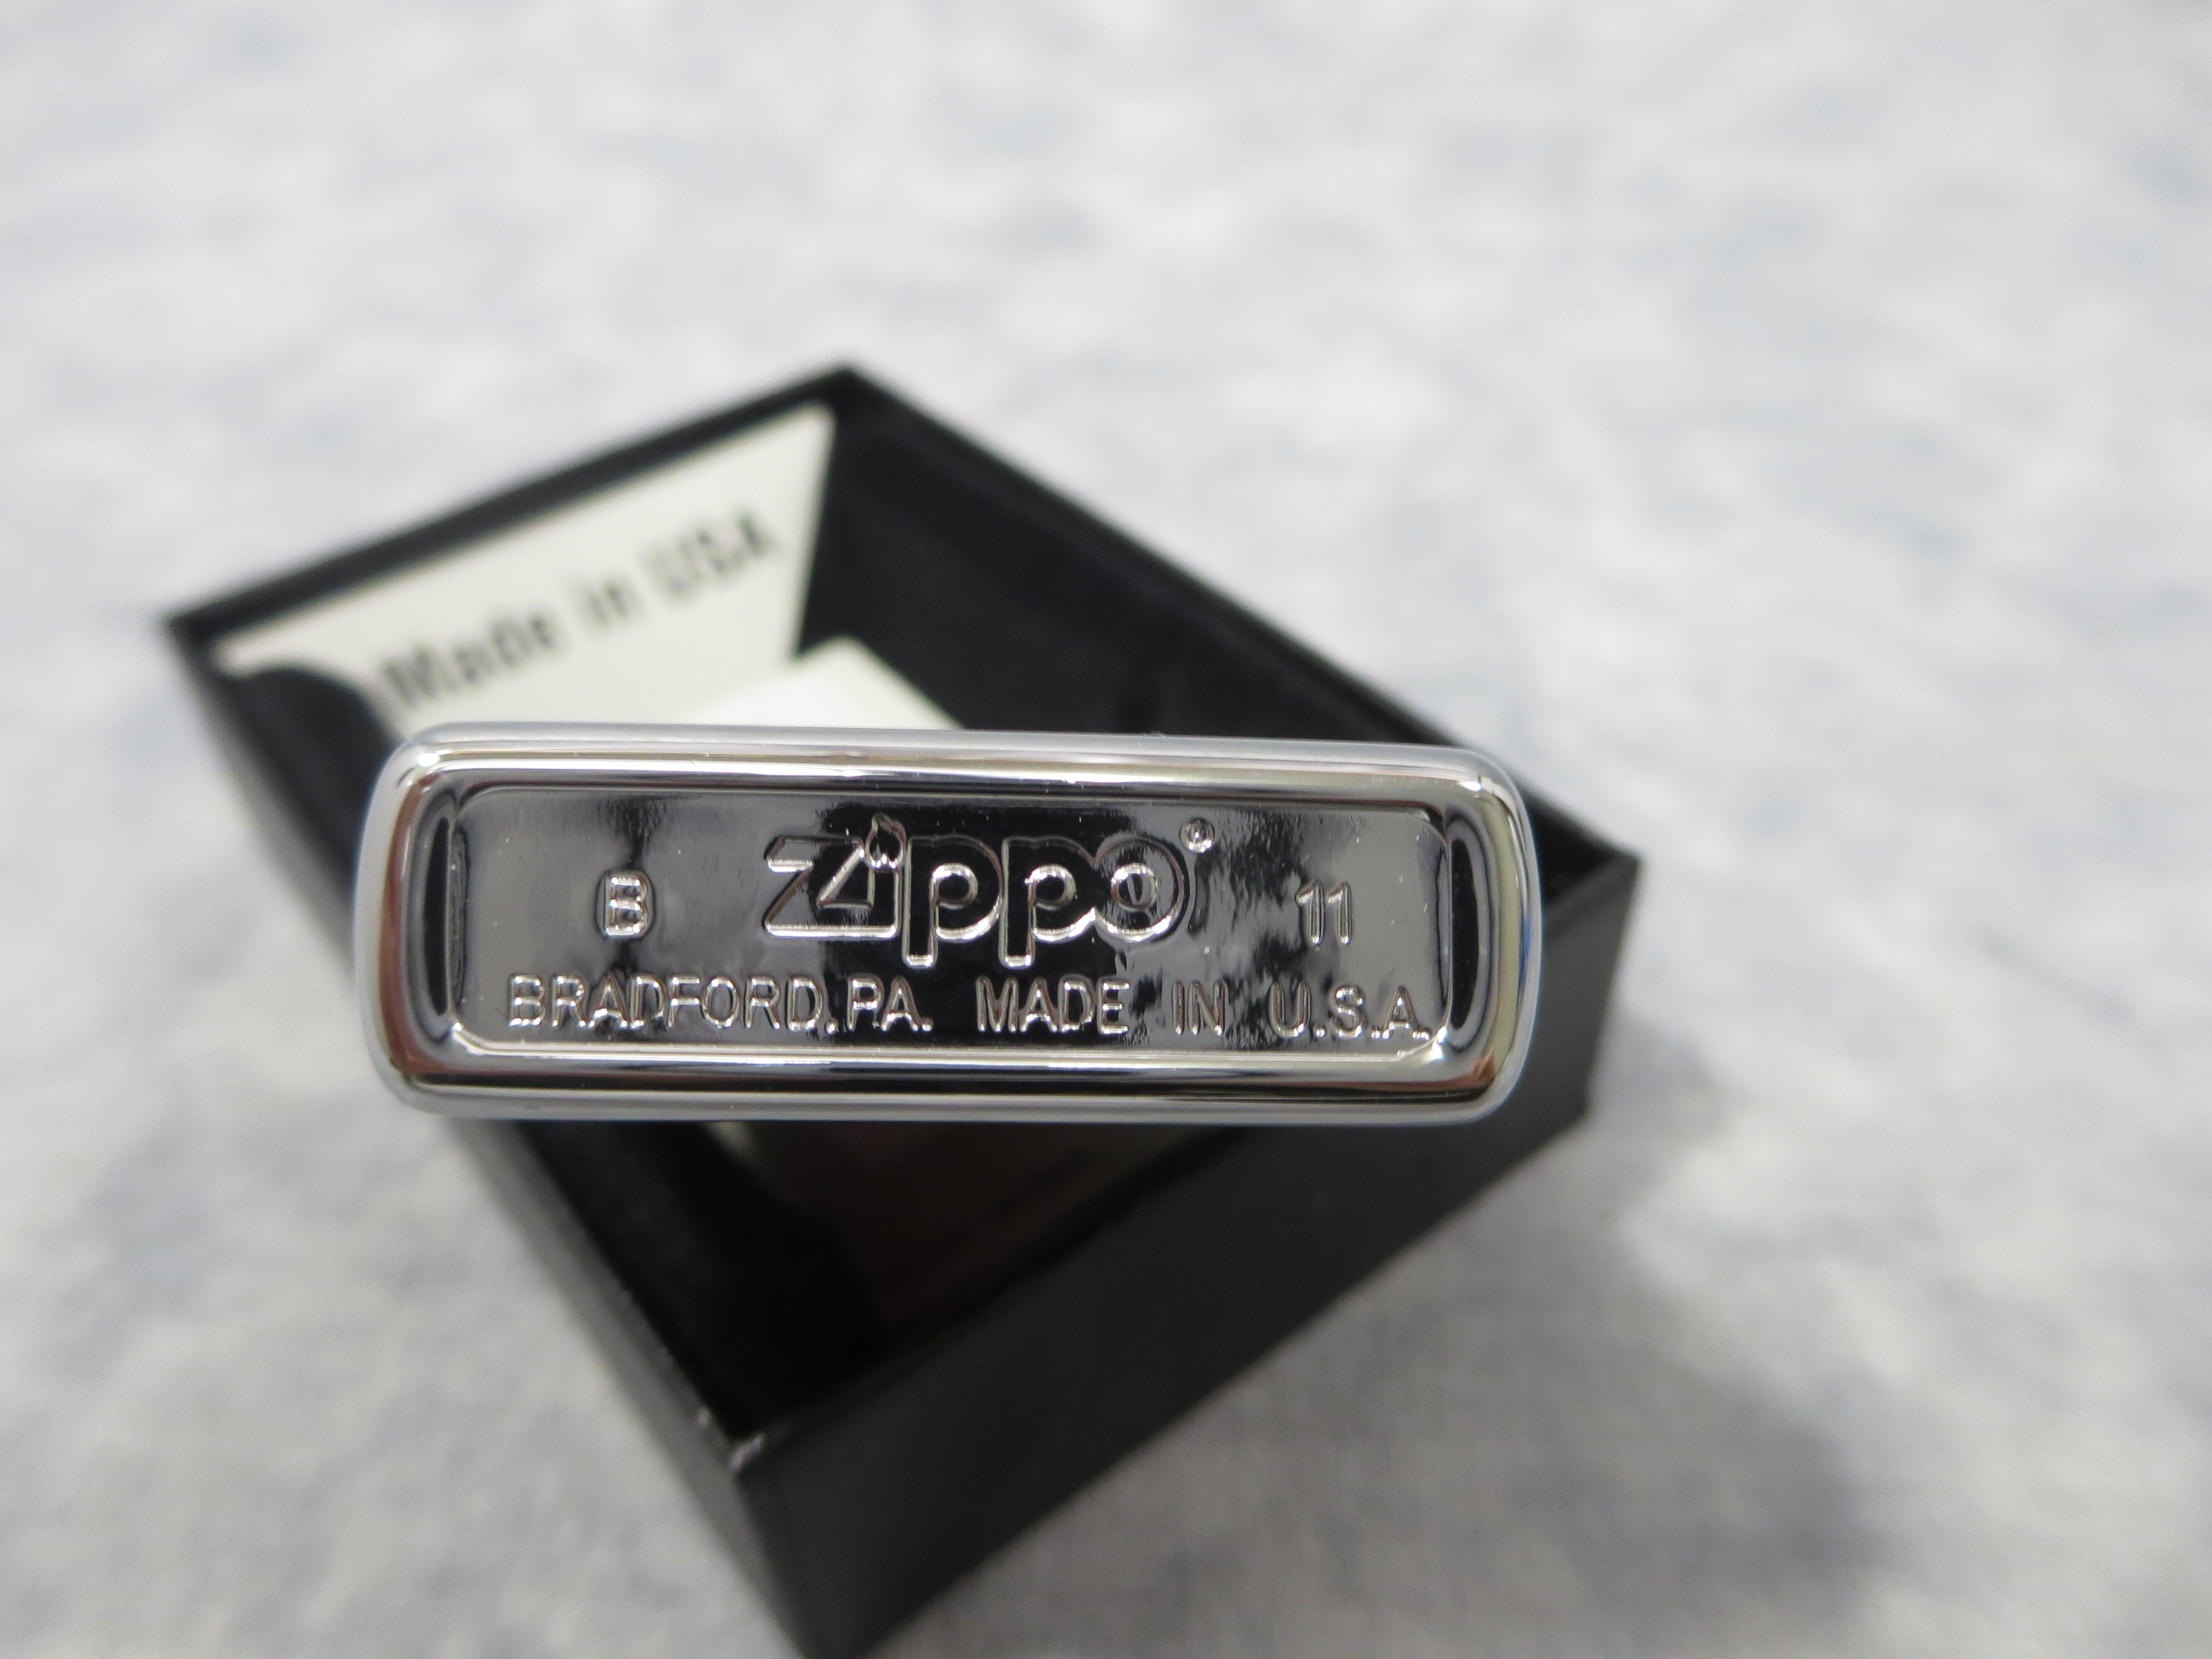 Made in USA
B zippo® 11
BRADFORD,PA. MADE IN U.S.A.